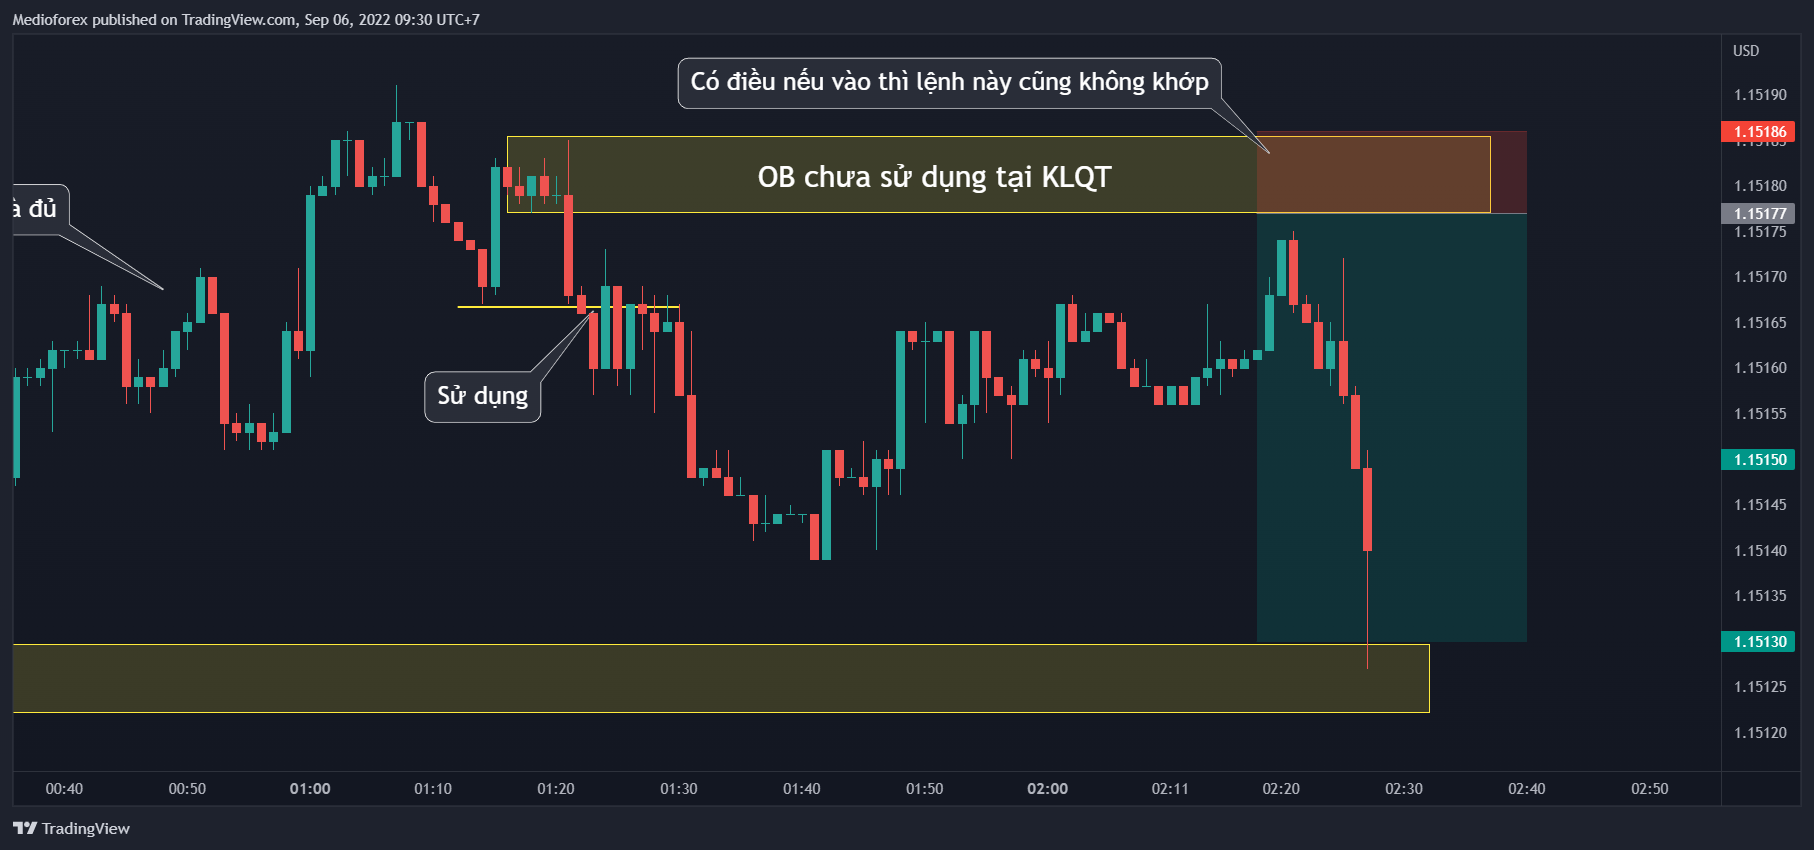 Medioforex published on TradingView.com, Sep 06, 2022 09:30 UTC+7
USD
Có điều nếu vào thì lệnh này cũng không khớp
1.15190
1.15186
1.15185
OB chưa sử dụng tại KLQT
1.15180
à đủ
1.15177
1.15175
1.15170
1.15165
1.15160
Sử dụng
1.15155
1.15150
1.15145
1.15140
1.15135
1.15130
1.15125
1.15120
00:40 00:50 01:00 01:10 01:20 01:30 01:40 01:50 02:00 02:11 02:20 02:30 02:40 02:50
TradingView